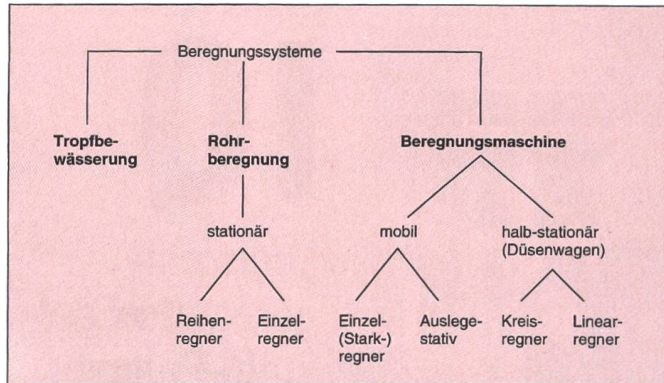 Beregnungssysteme
Tropfbe-
wässerung
Rohr-
beregnung
Beregnungsmaschine
stationär
mobil
halb-stationär
(Düsenwagen)
Reihen-
regner
Einzel-
regner
Einzel-
(Stark-)
regner
Auslege-
stativ
Kreis-
regner
Linear-
regner